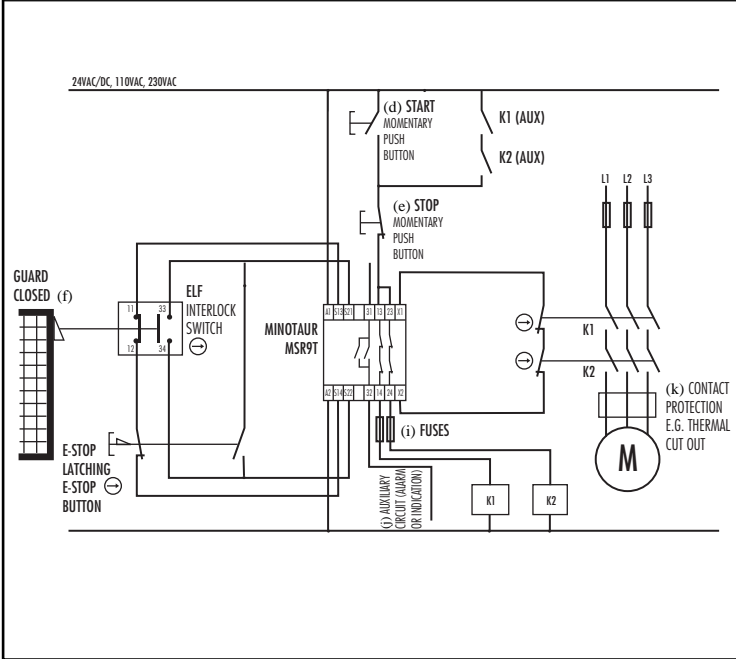 24VAC/DC, 110VAC, 230VAC
(d) START
MOMENTARY
PUSH
BUTTON
K1 (AUX)
K2 (AUX)
(e) STOP
MOMENTARY
PUSH
BUTTON
L1 L2 L3
GUARD
CLOSED (f)
11 33
12 34
ELF
INTERLOCK
SWITCH
MINOTAUR
MSR9T
A1 S13 S21 31 13 23 X1
A2 S14 S22 32 14 24 X2
K1
K2
(k) CONTACT
PROTECTION
E.G. THERMAL
CUT OUT
M
(i) FUSES
E-STOP
LATCHING
E-STOP
BUTTON
(j) AUXILIARY
CIRCUIT (ALARM
OR INDICATION)
K1 K2